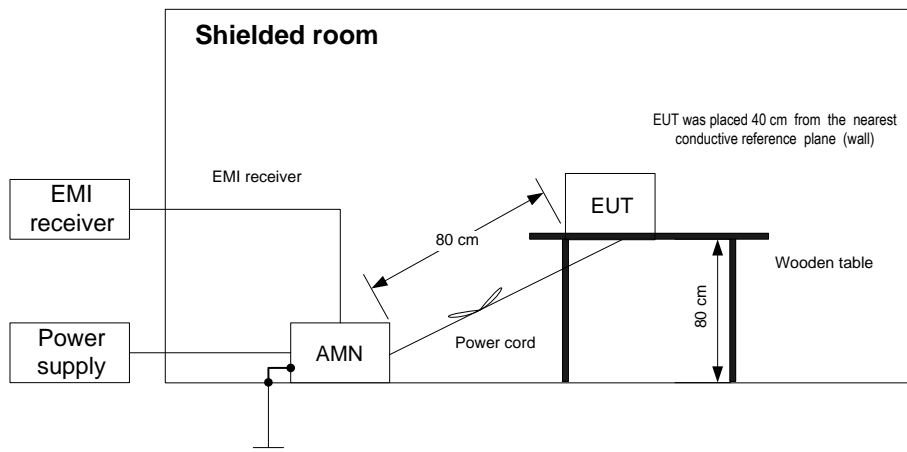 Shielded room
EUT was placed 40 cm from the nearest
conductive reference plane (wall)
EMI receiver
EMI
receiver
EUT
80 cm
Wooden table
80 cm
Power cord
Power
supply
AMN